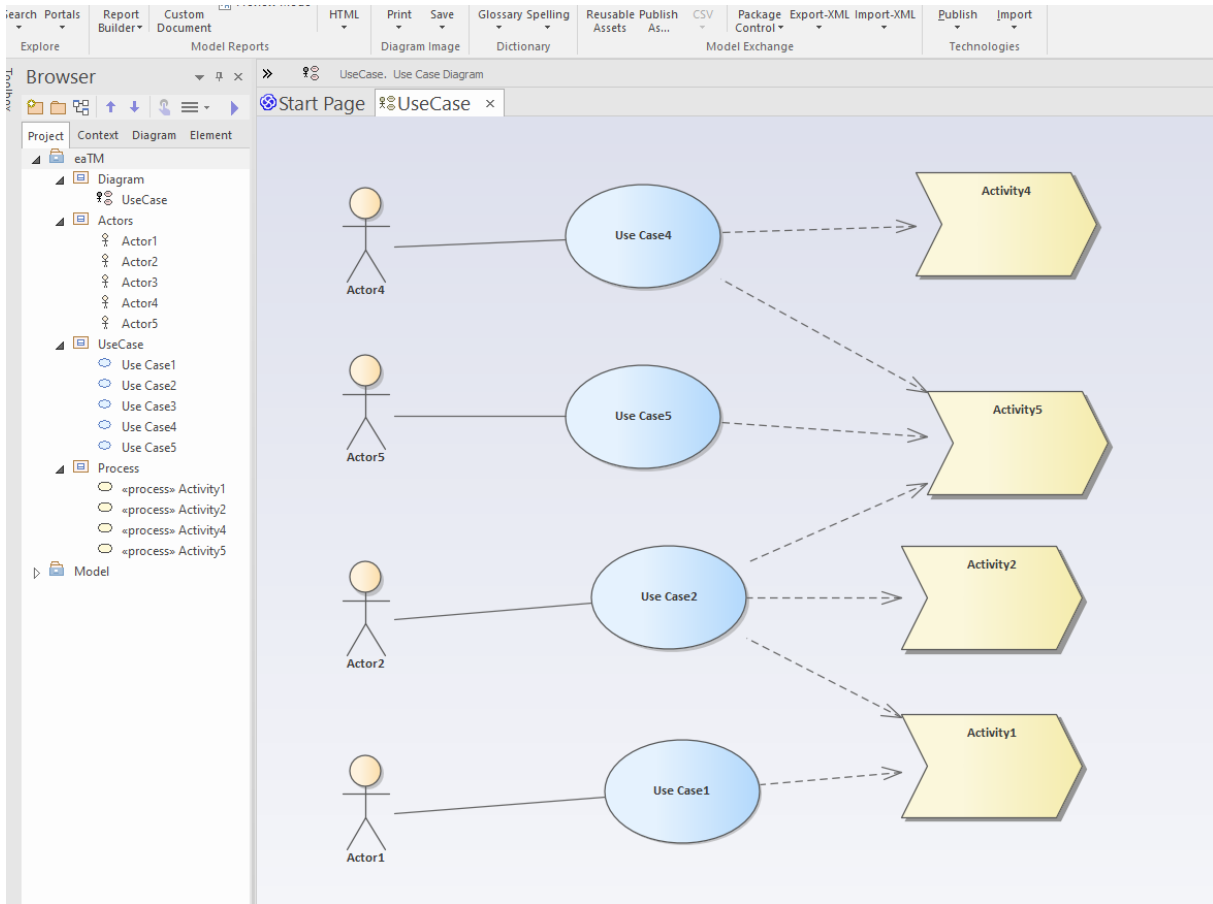 Search Portals Report Custom HTML Print Save Glossary Spelling Reusable Publish CSV Package Export-XML Import-XML Publish Import
Builder Document Assets As... Control
Explore Model Reports Diagram Image Dictionary Model Exchange Technologies
Toolbox
Browser
Project Context Diagram Element
eaTM
Diagram
UseCase
Actors
Actor1
Actor2
Actor3
Actor4
Actor5
UseCase
Use Case1
Use Case2
Use Case3
Use Case4
Use Case5
Process
«process» Activity1
«process» Activity2
«process» Activity4
«process» Activity5
Model
UseCase. Use Case Diagram
Start Page UseCase
Activity4
Use Case4
Actor4
Activity5
Use Case5
Actor5
Activity2
Use Case2
Actor2
Activity1
Use Case1
Actor1